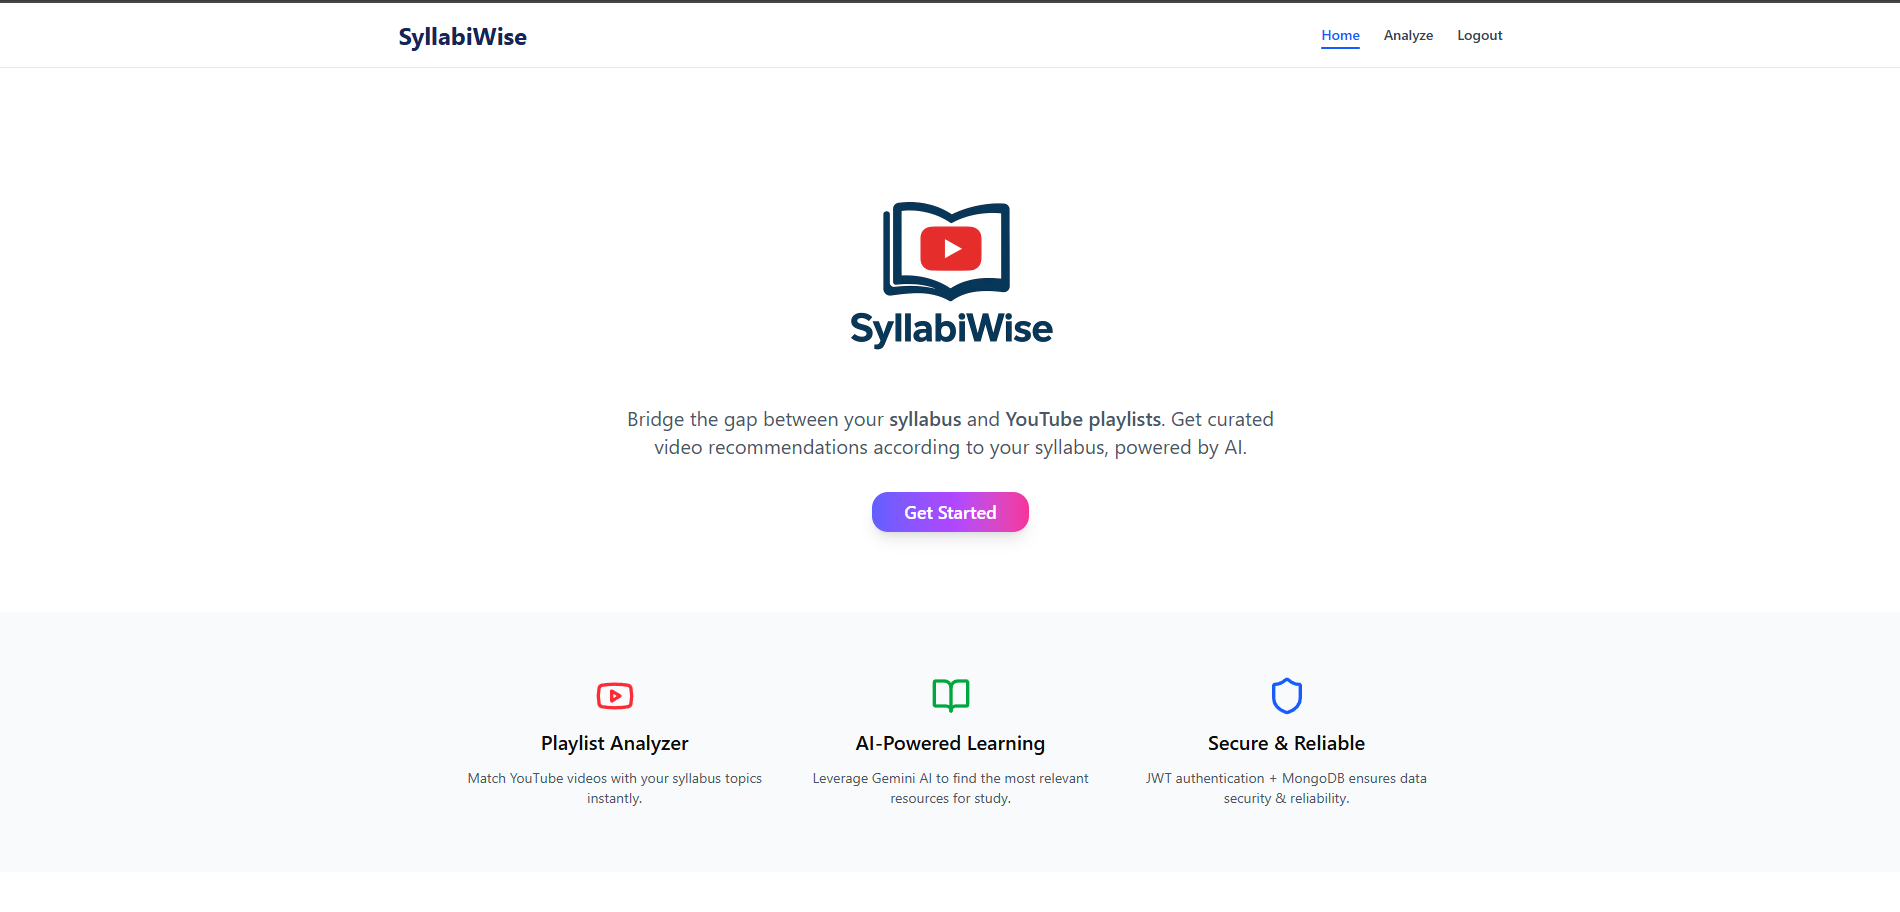 SyllabiWise
Home
Analyze
Logout
SyllabiWise
Bridge the gap between your syllabus and YouTube playlists. Get curated
video recommendations according to your syllabus, powered by AI.
Get Started
Playlist Analyzer
Match YouTube videos with your syllabus topics
instantly.
AI-Powered Learning
Leverage Gemini AI to find the most relevant
resources for study.
Secure & Reliable
JWT authentication + MongoDB ensures data
security & reliability.